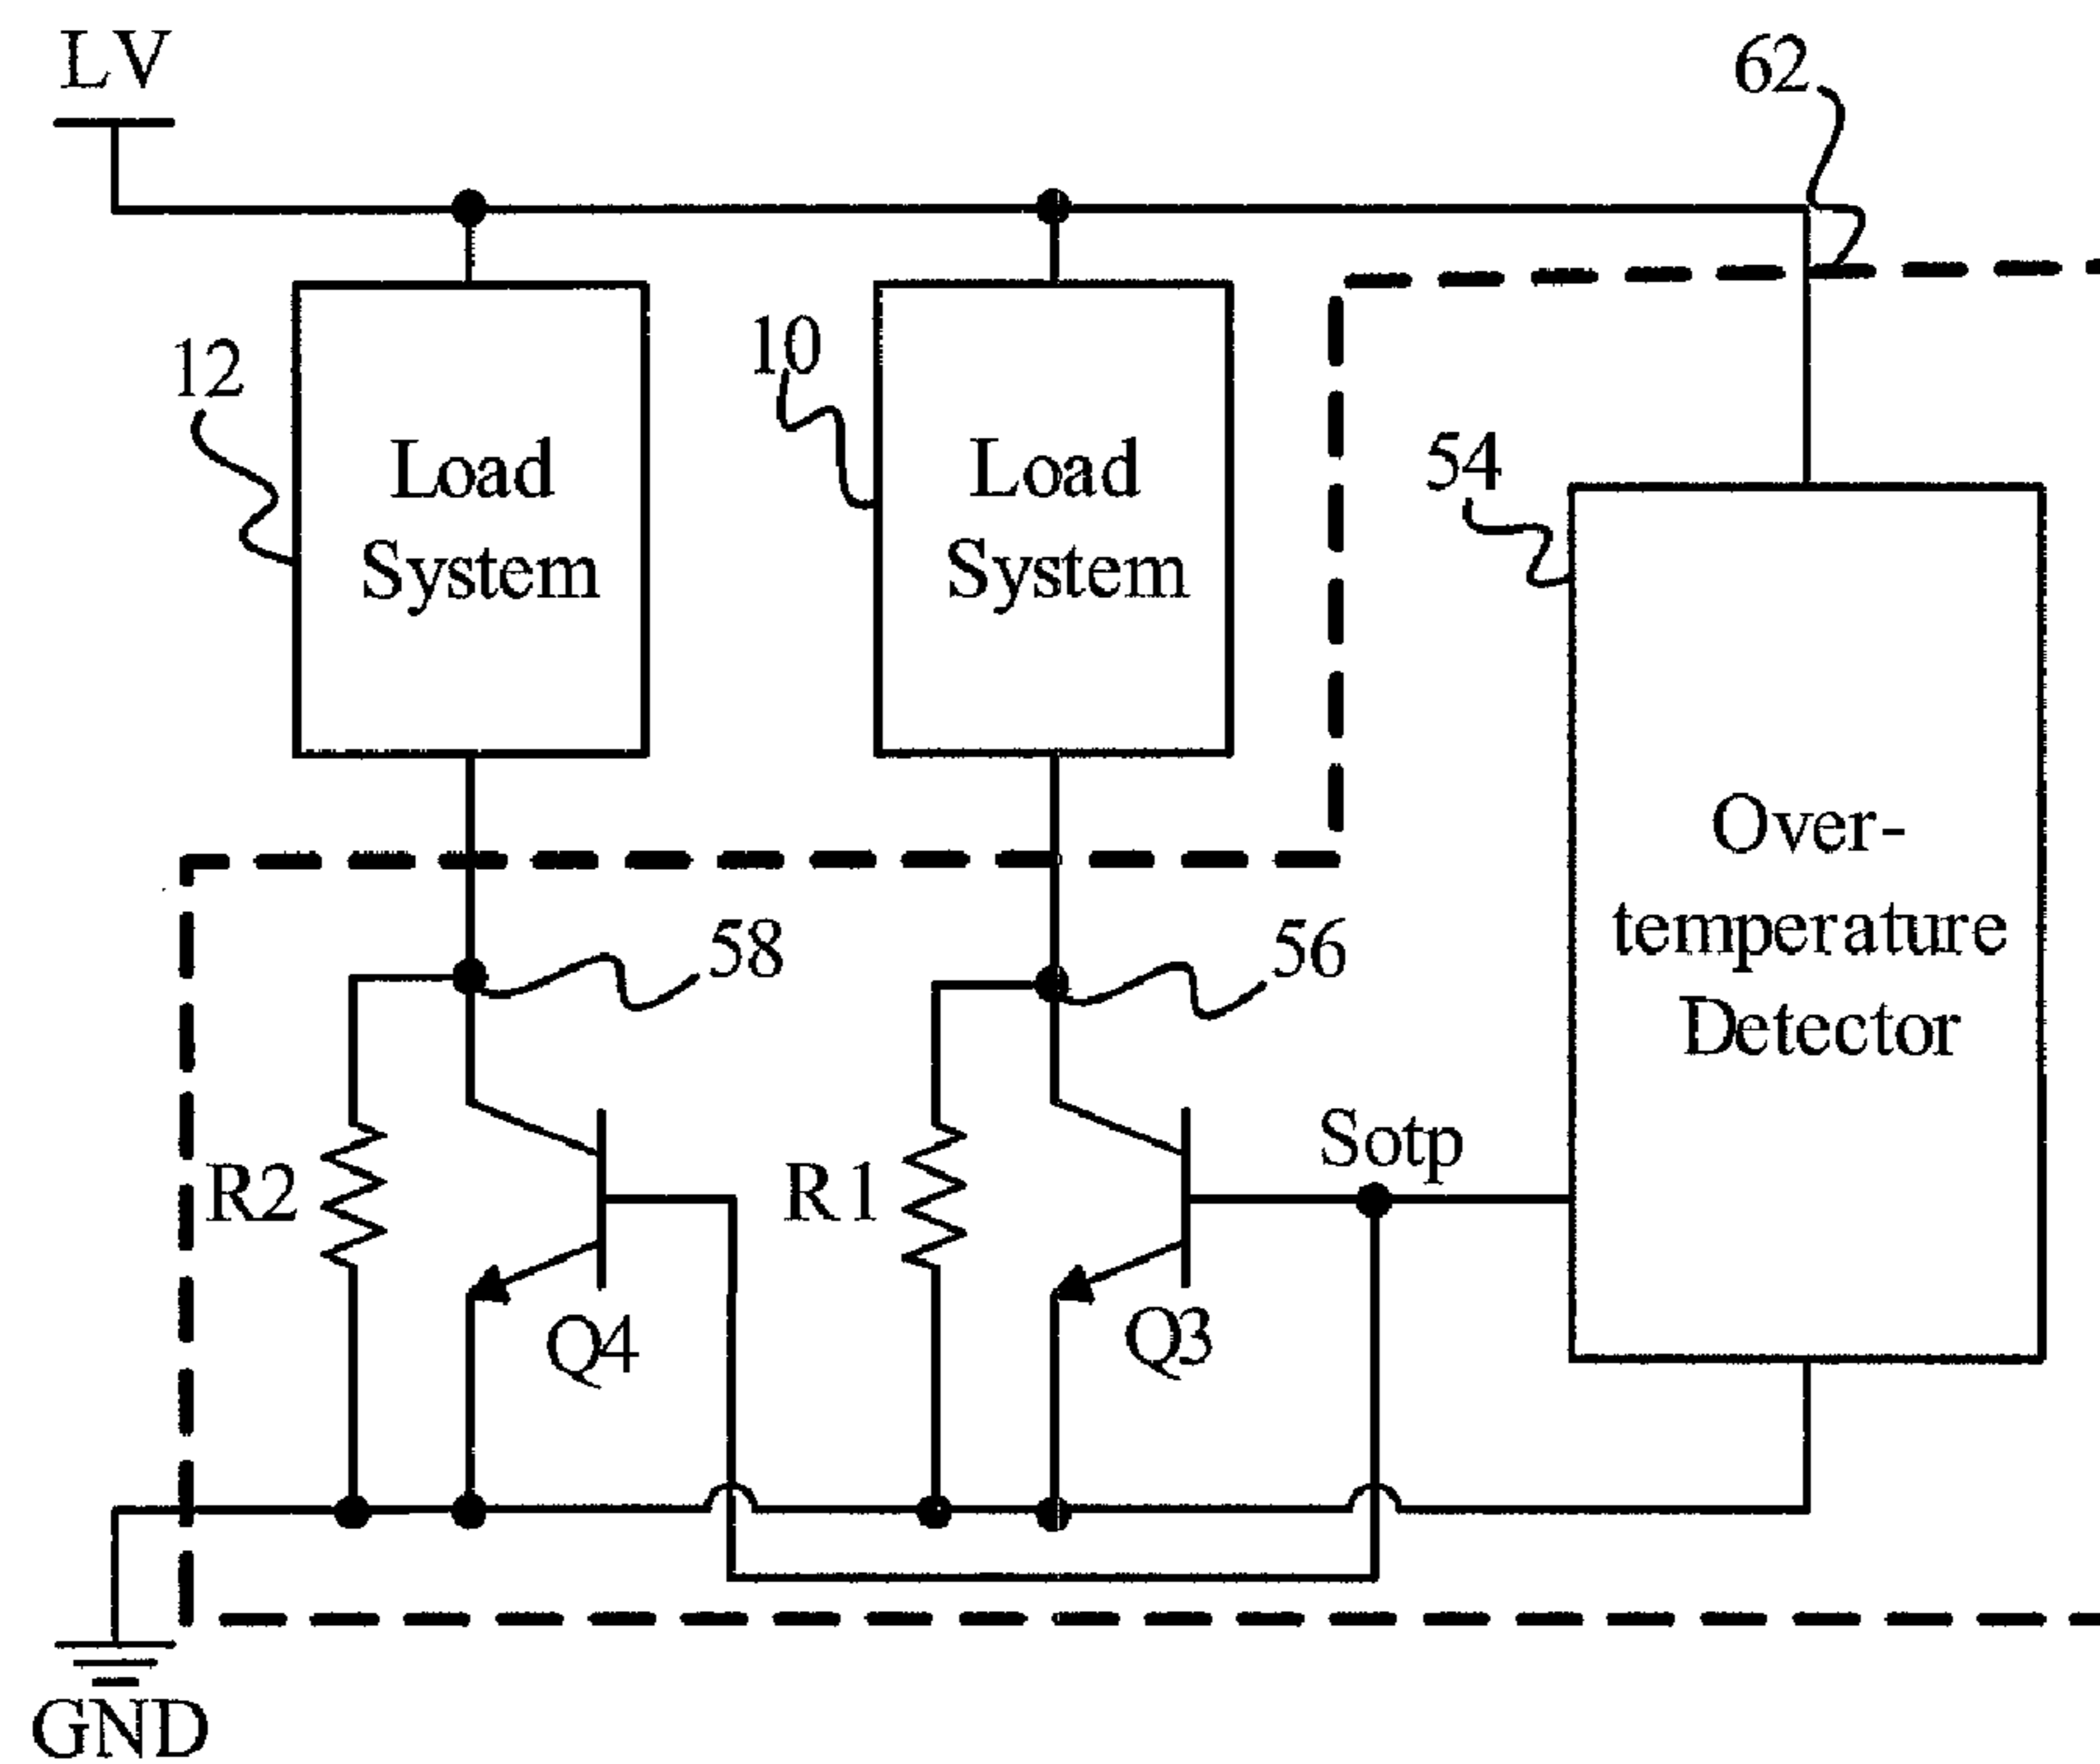 LV
62
12
Load
System
10
Load
System
54
Over-
temperature
Detector
58
56
R2
Q4
R1
Q3
Sotp
GND